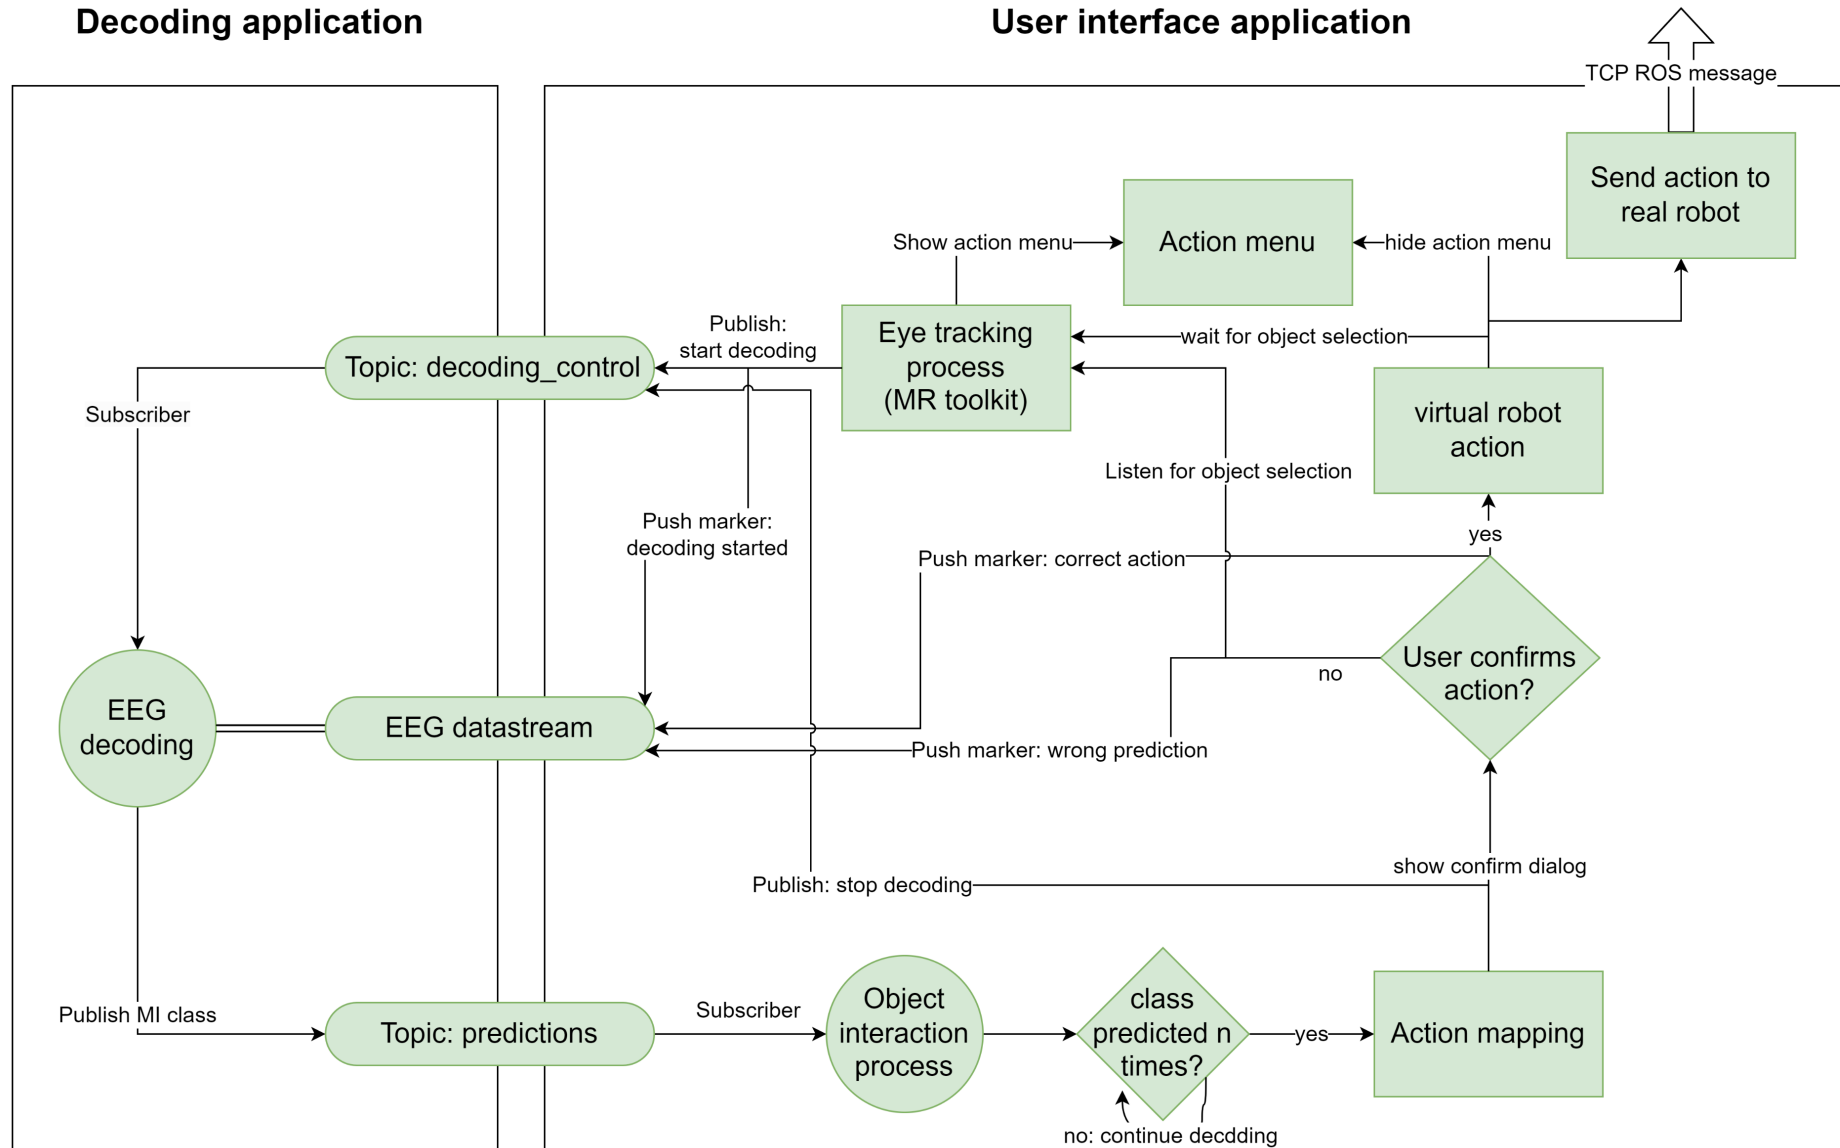 Decoding application
User interface application
TCP ROS message
Send action to
real robot
Show action menu
Action menu
hide action menu
Publish:
start decoding
Eye tracking
process
(MR toolkit)
wait for object selection
Topic: decoding_control
Subscriber
virtual robot
action
Listen for object selection
Push marker:
decoding started
yes
Push marker: correct action
User confirms
action?
no
EEG
decoding
EEG datastream
Push marker: wrong prediction
show confirm dialog
Publish: stop decoding
Publish MI class
Topic: predictions
Subscriber
Object
interaction
process
class
predicted n
times?
yes
Action mapping
no: continue decdding